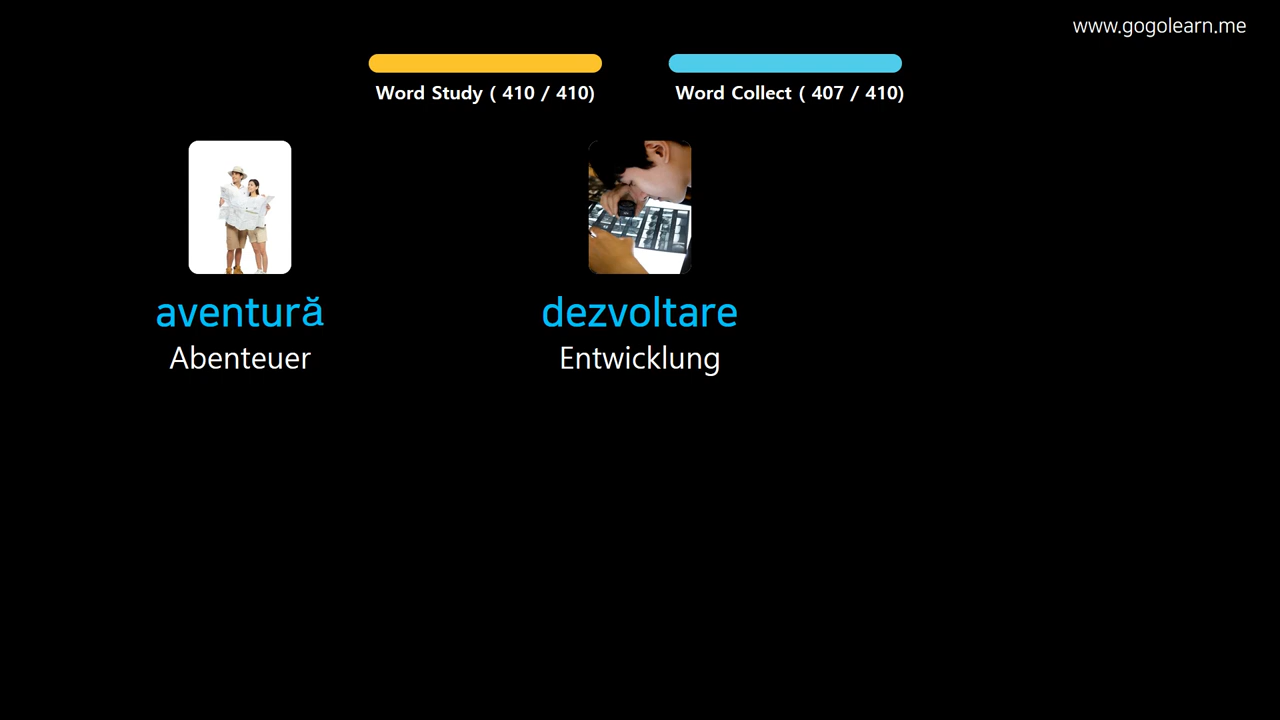 www.gogolearn.me
Word Study ( 410 / 410)
Word Collect ( 407 / 410)
aventură
Abenteuer
dezvoltare
Entwicklung